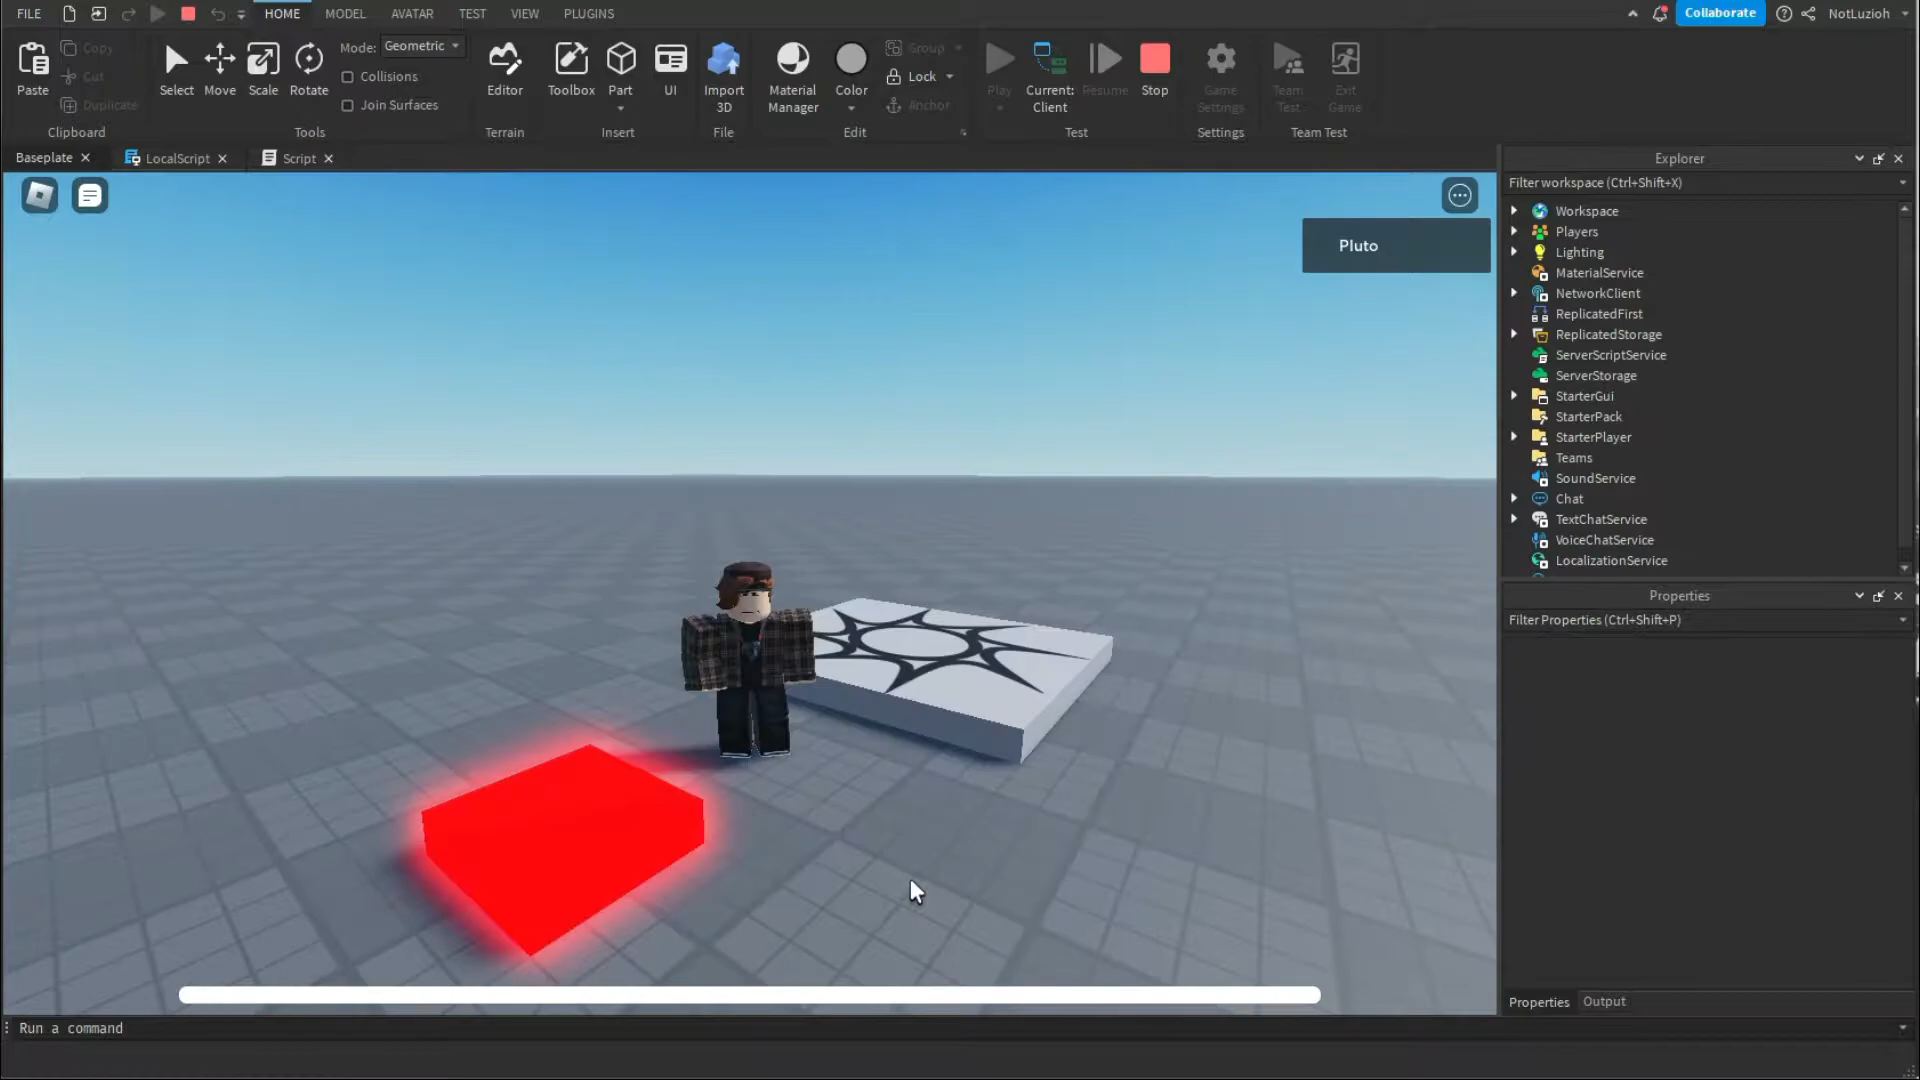 FILE HOME MODEL AVATAR TEST VIEW PLUGINS Collaborate NotLuzioh
Paste
Copy
Cut
Duplicate
Clipboard
Select Move Scale Rotate
Mode: Geometric
Collisions
Join Surfaces
Tools
Editor
Terrain
Toolbox Part UI
Insert
Import
3D
File
Material
Manager
Color
Group
Lock
Anchor
Edit
Play
Current:
Client
Resume
Stop
Test
Game
Settings
Settings
Team
Test
Exit
Game
Team Test
Baseplate LocalScript Script
Pluto
Explorer
Filter workspace (Ctrl+Shift+X)
Workspace
Players
Lighting
MaterialService
NetworkClient
ReplicatedFirst
ReplicatedStorage
ServerScriptService
ServerStorage
StarterGui
StarterPack
StarterPlayer
Teams
SoundService
Chat
TextChatService
VoiceChatService
LocalizationService
Properties
Filter Properties (Ctrl+Shift+P)
Properties Output
Run a command